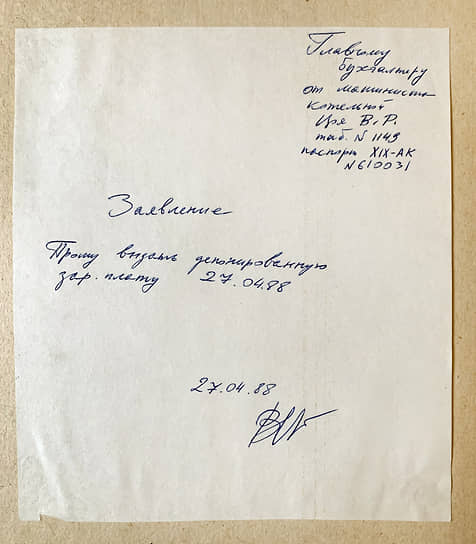 Главному
бухгалтеру
от машиниста
котельной
Цоя В.Р.
таб. N 1149
паспорт XIX-АК
N 610031
Заявление
Прошу выдать депонированную
зар. плату 27.04.88
27.04.88